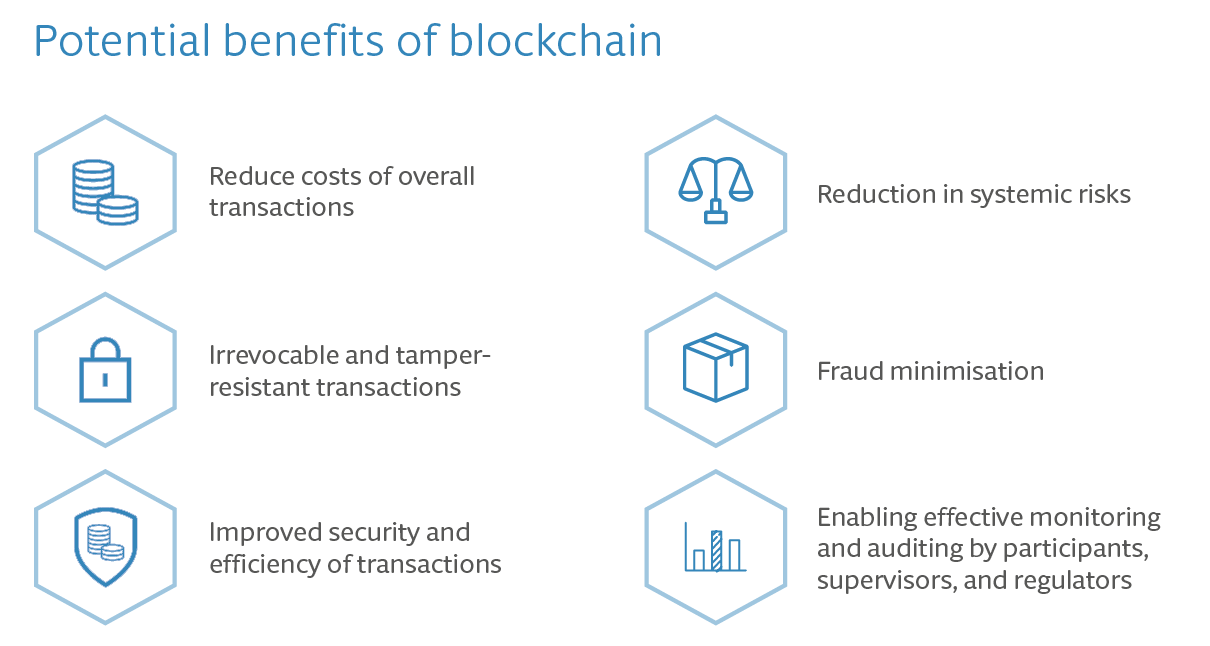 Potential benefits of blockchain
Reduce costs of overall
transactions
Reduction in systemic risks
Irrevocable and tamper-
resistant transactions
Fraud minimisation
Improved security and
efficiency of transactions
Enabling effective monitoring
and auditing by participants,
supervisors, and regulators